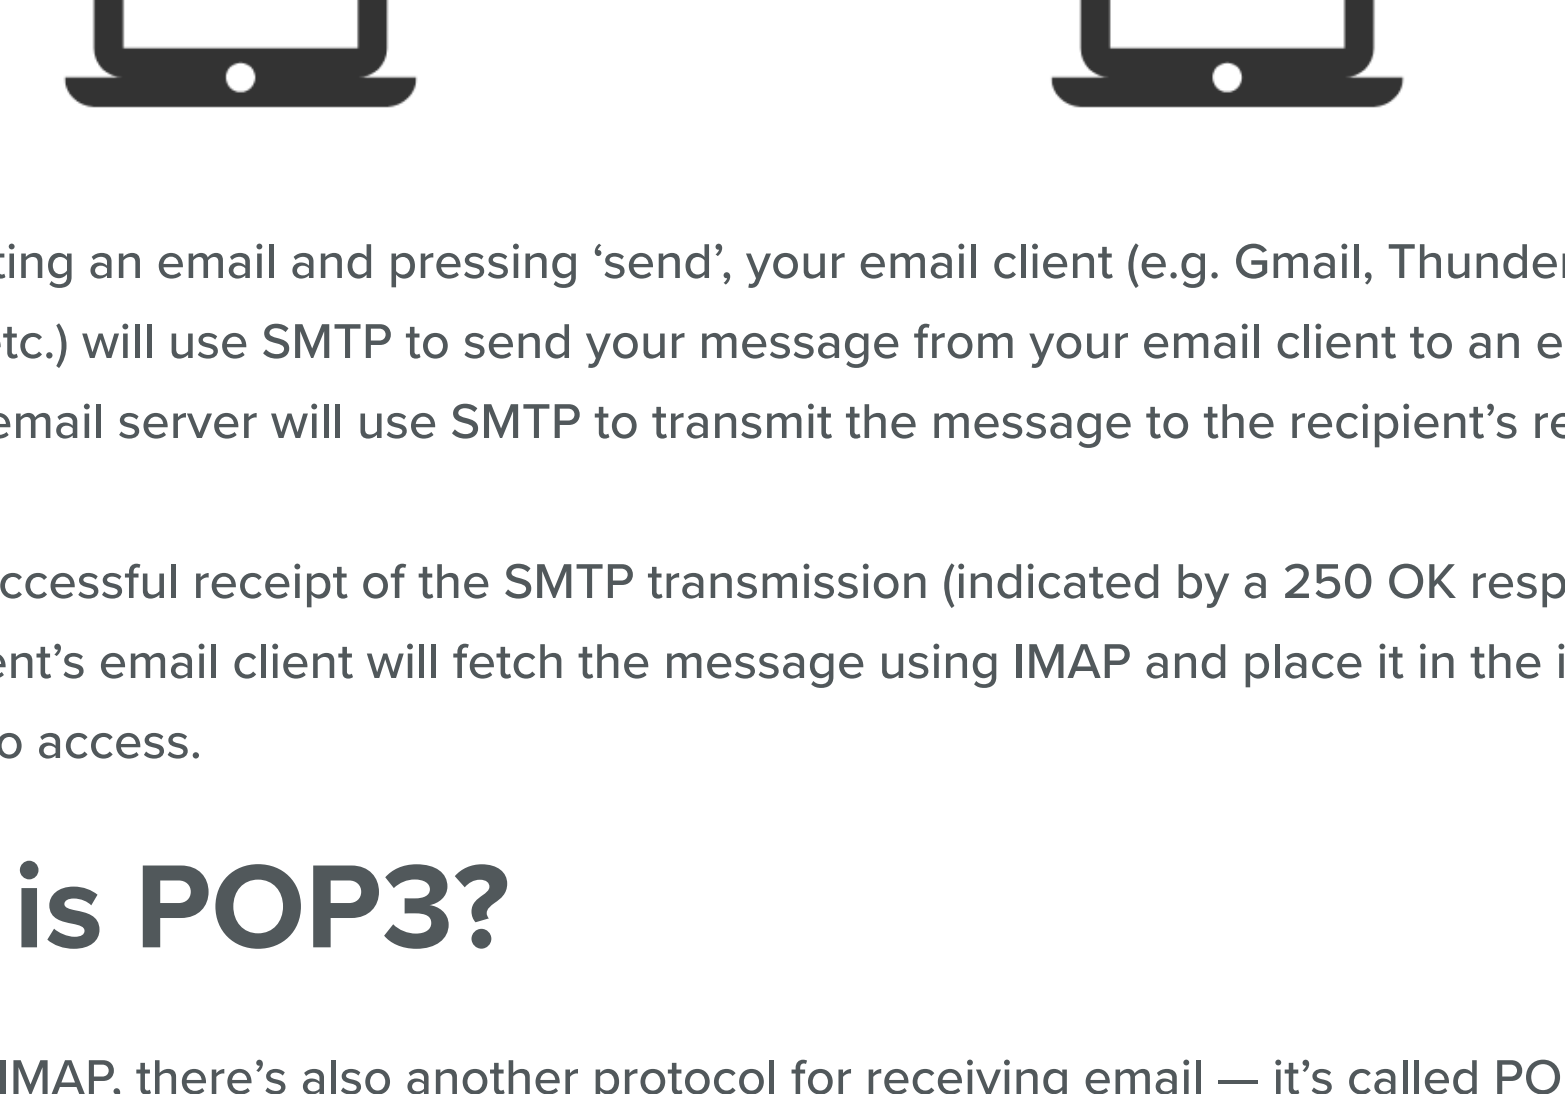 ting an email and pressing ‘send’, your email client (e.g. Gmail, Thunder
etc.) will use SMTP to send your message from your email client to an e
email server will use SMTP to transmit the message to the recipient’s re
ccessful receipt of the SMTP transmission (indicated by a 250 OK resp
ent’s email client will fetch the message using IMAP and place it in the i
o access.
is POP3?
IMAP, there’s also another protocol for receiving email — it’s called PO